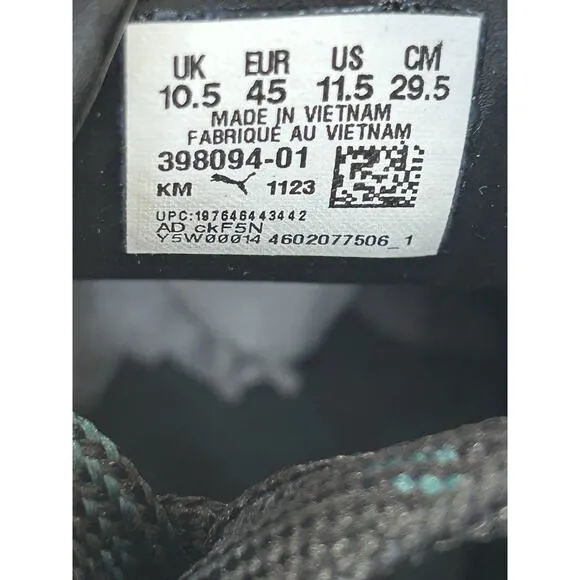 UK EUR US CM
10.5 45 11.5 29.5
MADE IN VIETNAM
FABRIQUÉ AU VIETNAM
398094-01
KM 1123
UPC:197646443442
AD ckF5N
Y5W00014 4602077506_1